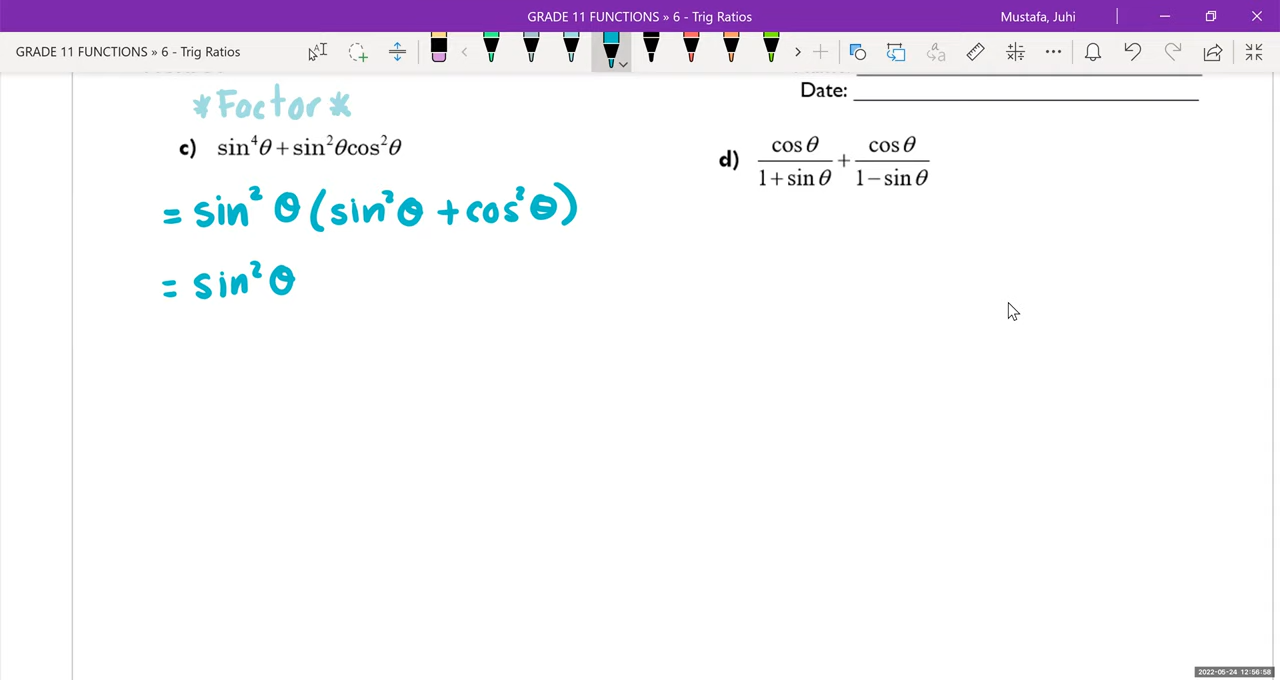 GRADE 11 FUNCTIONS » 6 - Trig Ratios
Mustafa, Juhi
GRADE 11 FUNCTIONS » 6 - Trig Ratios
Date:
*Factor*
c) sin⁴θ + sin²θcos²θ
= sin²θ(sin²θ + cos²θ)
= sin²θ
d) cosθ/(1+sinθ) + cosθ/(1−sinθ)
2022-05-24 12:56:58